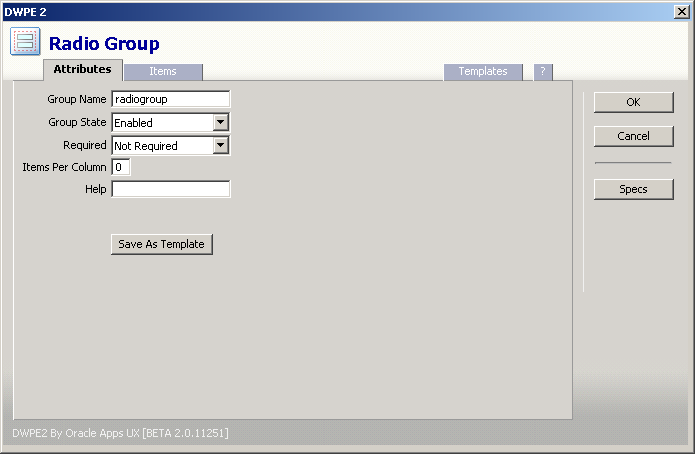 DWPE 2
Radio Group
Attributes Items Templates ?
Group Name radiogroup
OK
Group State Enabled
Cancel
Required Not Required
Items Per Column 0
Help
Specs
Save As Template
DWPE2 By Oracle Apps UX [BETA 2.0.11251]